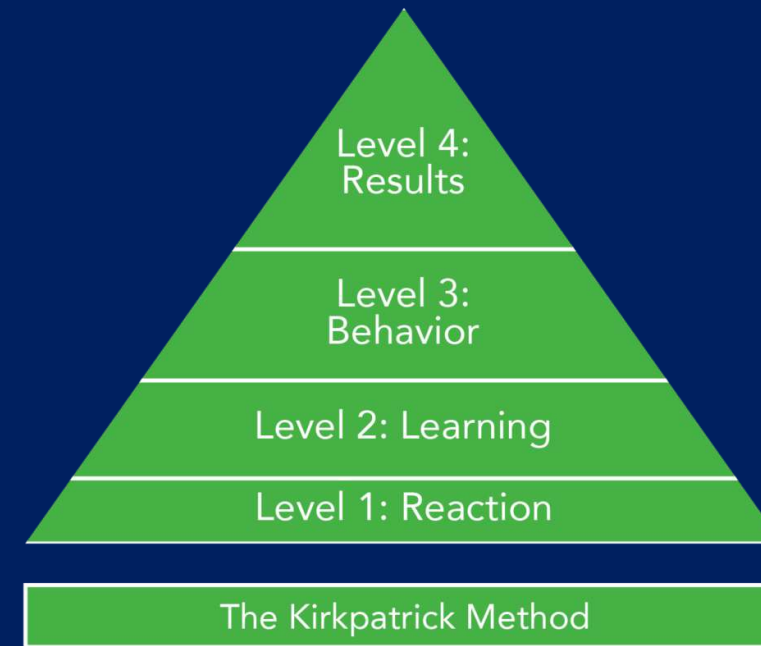 Level 4:
Results
Level 3:
Behavior
Level 2: Learning
Level 1: Reaction
The Kirkpatrick Method